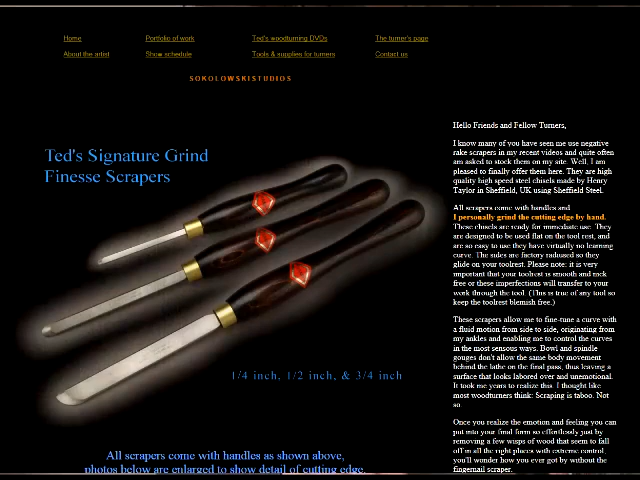 Home
Portfolio of work
Ted's woodturning DVDs
The turner's page
About the artist
Show schedule
Tools & supplies for turners
Contact us
SOKOLOWSKISTUDIOS
Ted's Signature Grind
Finesse Scrapers
1/4 inch, 1/2 inch, & 3/4 inch
All scrapers come with handles as shown above,
photos below are enlarged to show detail of cutting edge.
Hello Friends and Fellow Turners,
I know many of you have seen me use negative
rake scrapers in my recent videos and quite often
am asked to stock them on my site. Well, I am
pleased to finally offer them here. They are high
quality high speed steel chisels made by Henry
Taylor in Sheffield, UK using Sheffield Steel.
All scrapers come with handles and
I personally grind the cutting edge by hand.
These chisels are ready for immediate use. They
are designed to be used flat on the tool rest, and
are so easy to use they have virtually no learning
curve. The sides are factory radiused so they
glide on your toolrest. Please note: it is very
important that your toolrest is smooth and nick
free or these imperfections will transfer to your
work through the tool. (This is true of any tool so
keep the toolrest blemish free.)
These scrapers allow me to fine-tune a curve with
a fluid motion from side to side, originating from
my ankles and enabling me to control the curves
in the most sensous ways. Bowl and spindle
gouges don't allow the same body movement
behind the lathe on the final pass, thus leaving a
surface that looks labored over and unemotional.
It took me years to realize this. I thought like
most woodturners think: Scraping is taboo. Not
so.
Once you realize the emotion and feeling you can
put into your final form so effortlessly just by
removing a few wisps of wood that seem to fall
off in all the right places with extreme control,
you'll wonder how you ever got by without the
fingernail scraper.